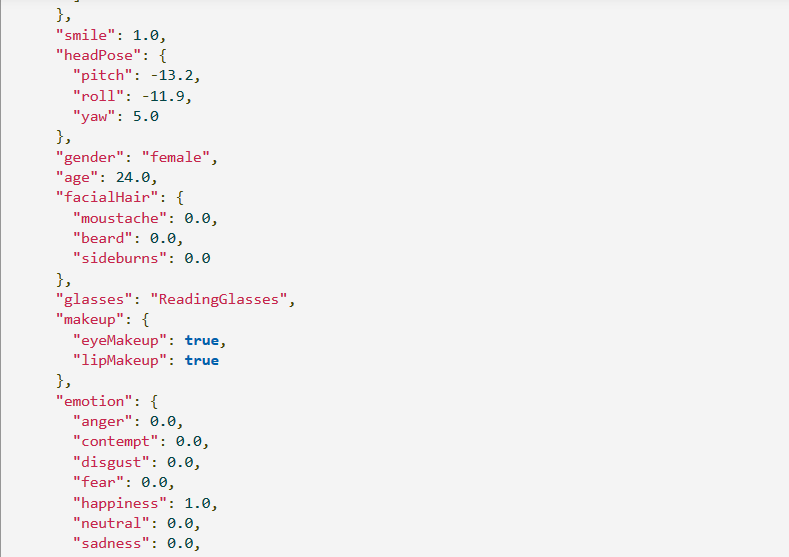 },
"smile": 1.0,
"headPose": {
"pitch": -13.2,
"roll": -11.9,
"yaw": 5.0
},
"gender": "female",
"age": 24.0,
"facialHair": {
"moustache": 0.0,
"beard": 0.0,
"sideburns": 0.0
},
"glasses": "ReadingGlasses",
"makeup": {
"eyeMakeup": true,
"lipMakeup": true
},
"emotion": {
"anger": 0.0,
"contempt": 0.0,
"disgust": 0.0,
"fear": 0.0,
"happiness": 1.0,
"neutral": 0.0,
"sadness": 0.0,